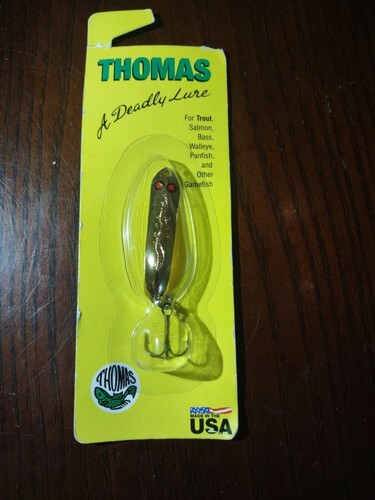 THOMAS
A Deadly Lure
For Trout,
Salmon,
Bass,
Walleye,
Panfish,
and
Other
Gamefish
THOMAS
MADE IN THE
USA